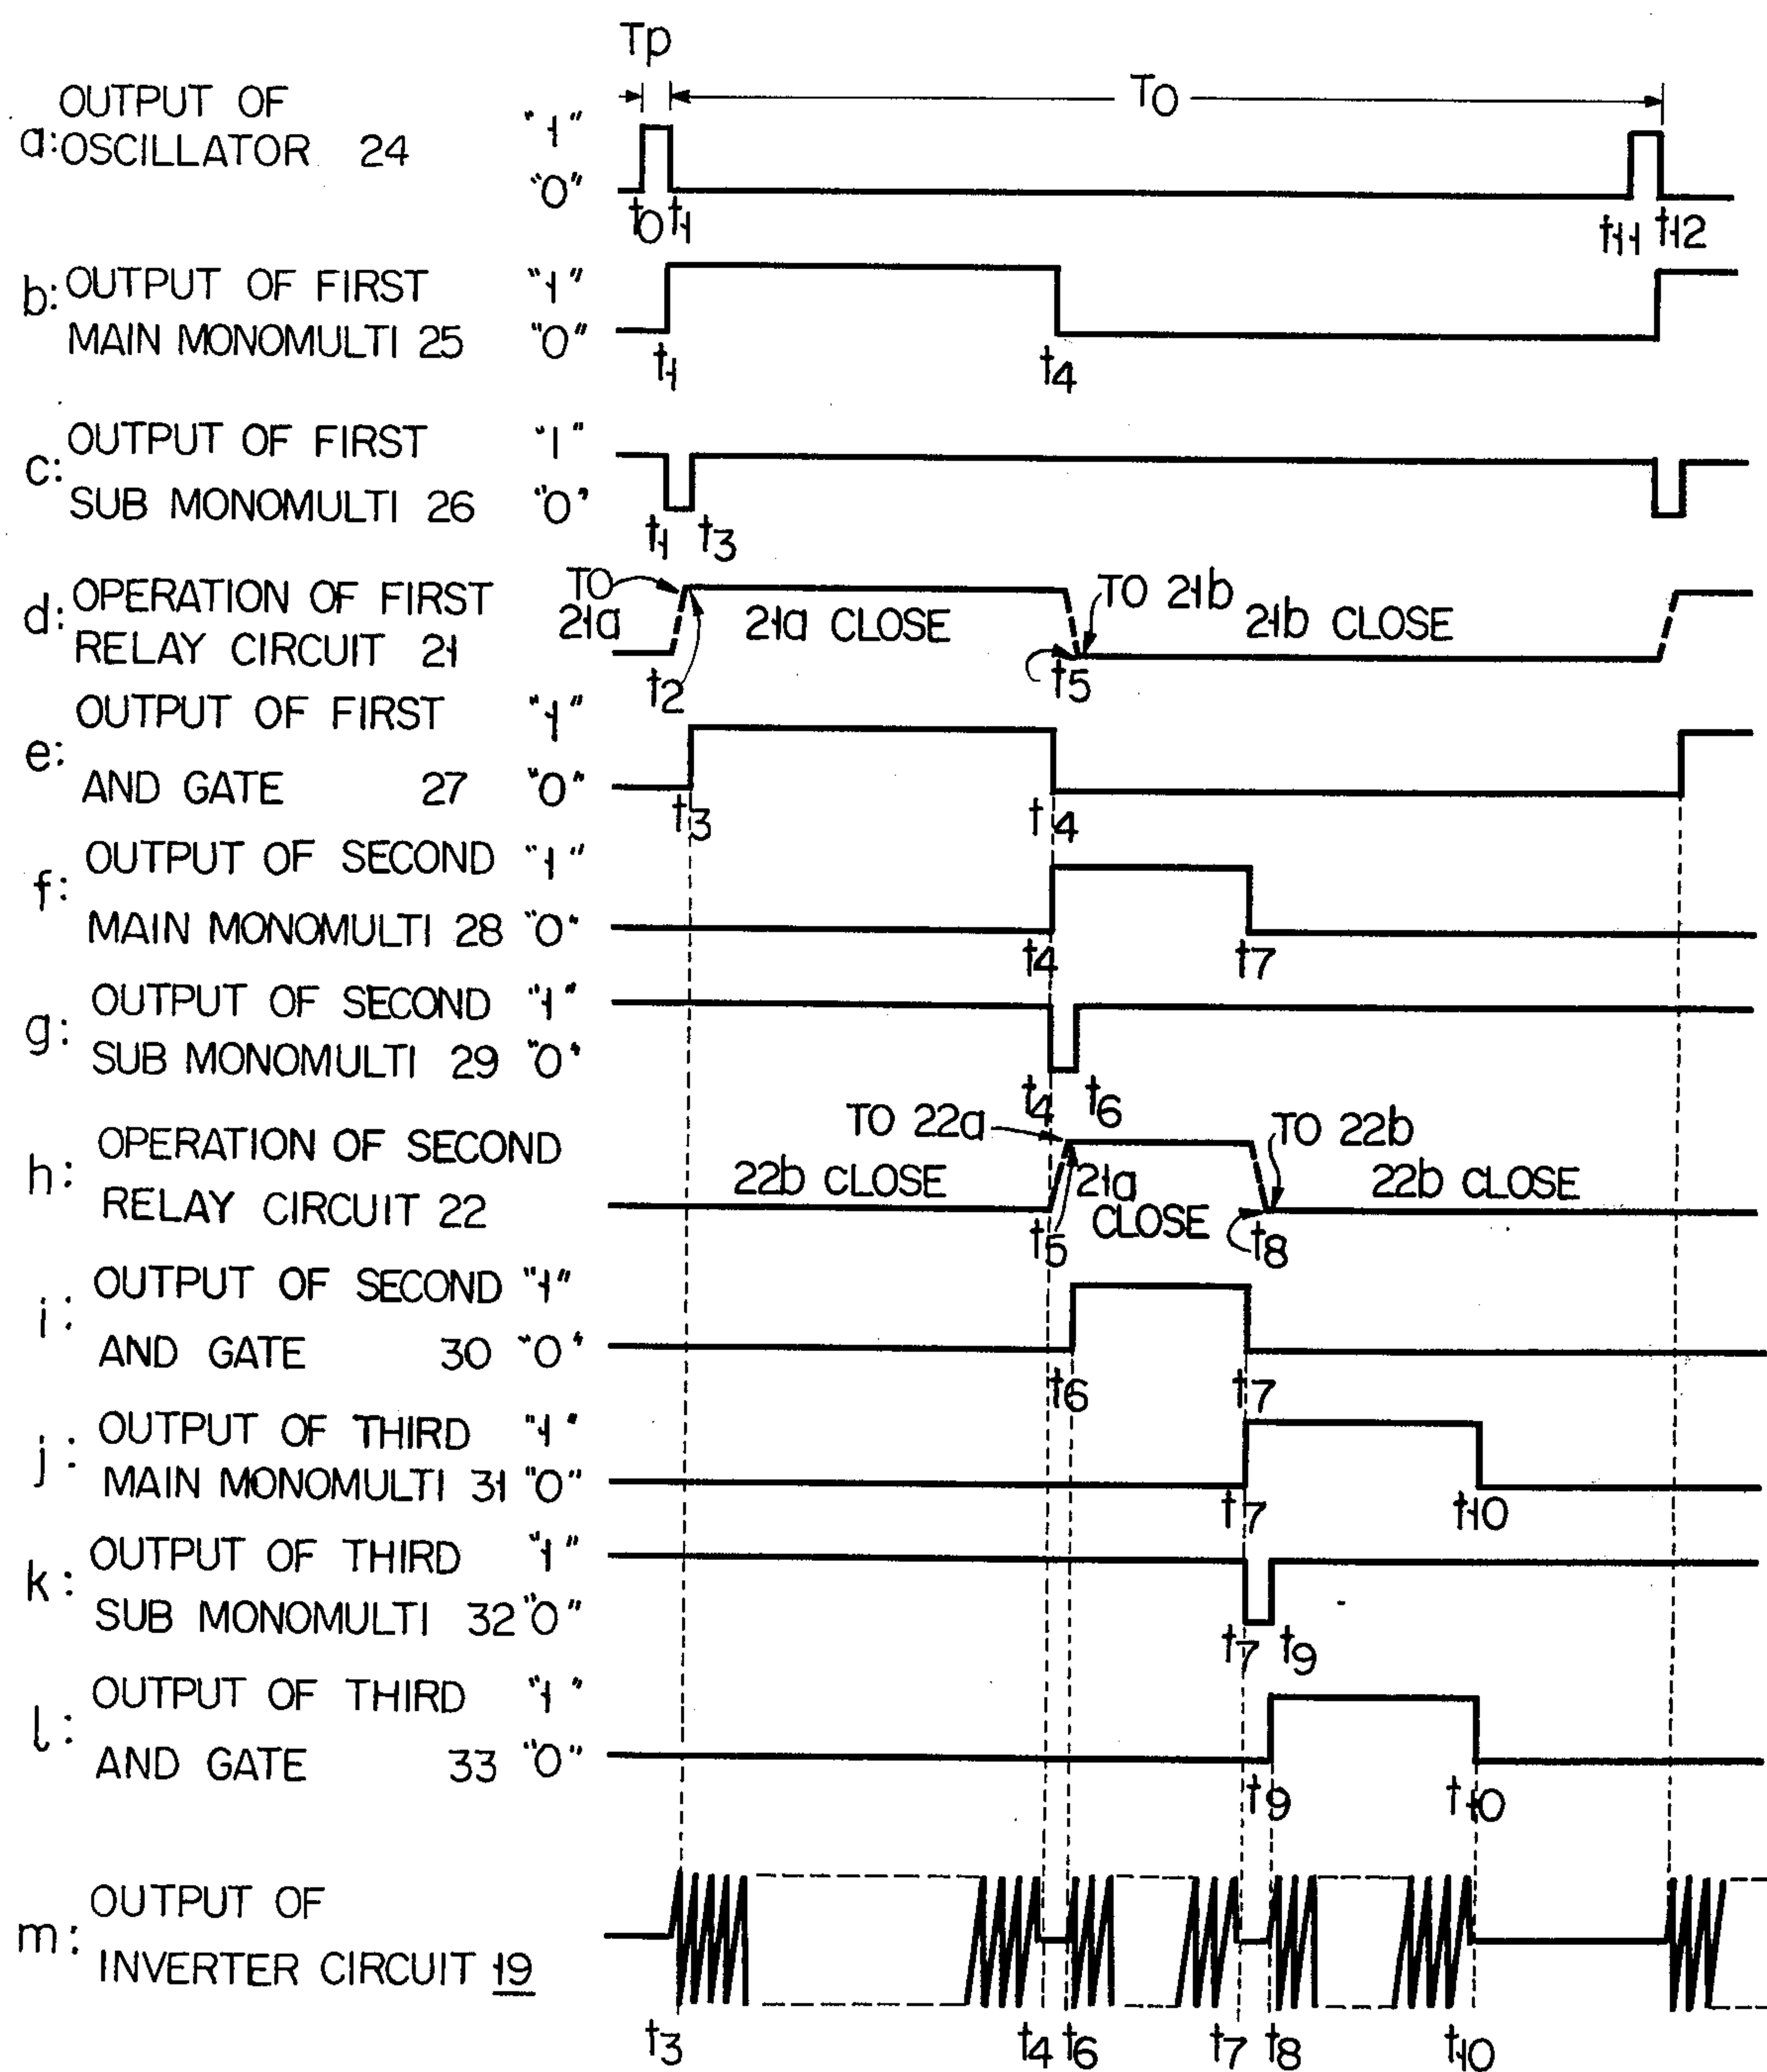 Tp
T0
OUTPUT OF "1"
a: OSCILLATOR 24 "0"
t0 t1 t11 t12
b: OUTPUT OF FIRST "1"
MAIN MONOMULTI 25 "0"
t1 t4
c: OUTPUT OF FIRST "1"
SUB MONOMULTI 26 "0"
t1 t3
d: OPERATION OF FIRST TO TO 21b
RELAY CIRCUIT 21 21a 21a CLOSE 21b CLOSE
t2 t5
e: OUTPUT OF FIRST "1"
AND GATE 27 "0"
t3 t4
f: OUTPUT OF SECOND "1"
MAIN MONOMULTI 28 "0"
t4 t7
g: OUTPUT OF SECOND "1"
SUB MONOMULTI 29 "0"
t4 t6
TO 22a TO 22b
h: OPERATION OF SECOND 22b CLOSE 21a 22b CLOSE
RELAY CIRCUIT 22 CLOSE
t5 t8
i: OUTPUT OF SECOND "1"
AND GATE 30 "0"
t6 t7
j: OUTPUT OF THIRD "1"
MAIN MONOMULTI 31 "0"
t7 t10
k: OUTPUT OF THIRD "1"
SUB MONOMULTI 32 "0"
t7 t9
l: OUTPUT OF THIRD "1"
AND GATE 33 "0"
t9 t10
m: OUTPUT OF
INVERTER CIRCUIT 19
t3 t4 t6 t7 t8 t10